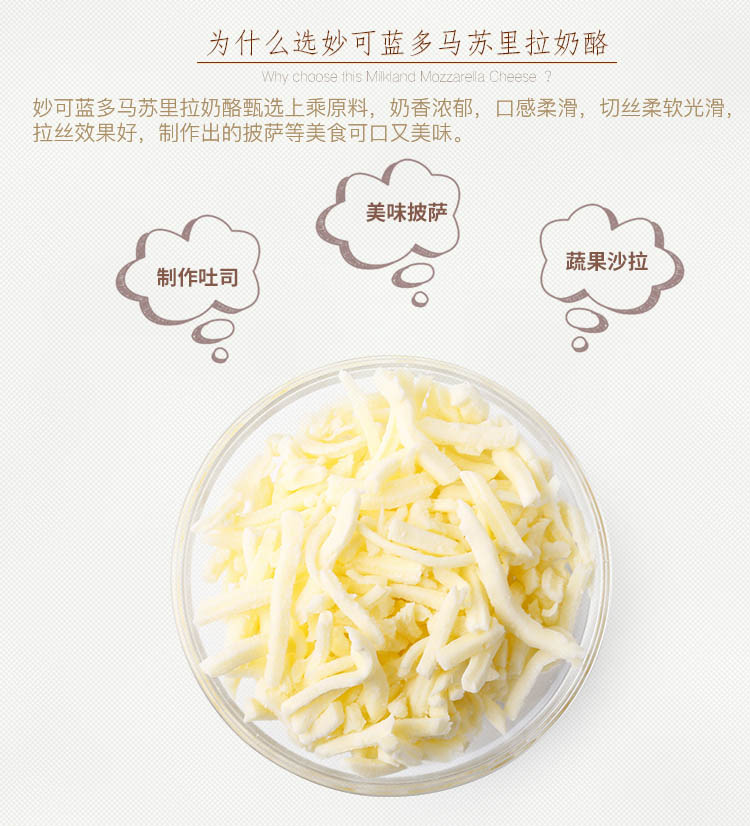 为什么选妙可蓝多马苏里拉奶酪
Why choose this Milkland Mozzarella Cheese ？
妙可蓝多马苏里拉奶酪甄选上乘原料，奶香浓郁，口感柔滑，切丝柔软光滑，
拉丝效果好，制作出的披萨等美食可口又美味。
美味披萨
制作吐司
蔬果沙拉